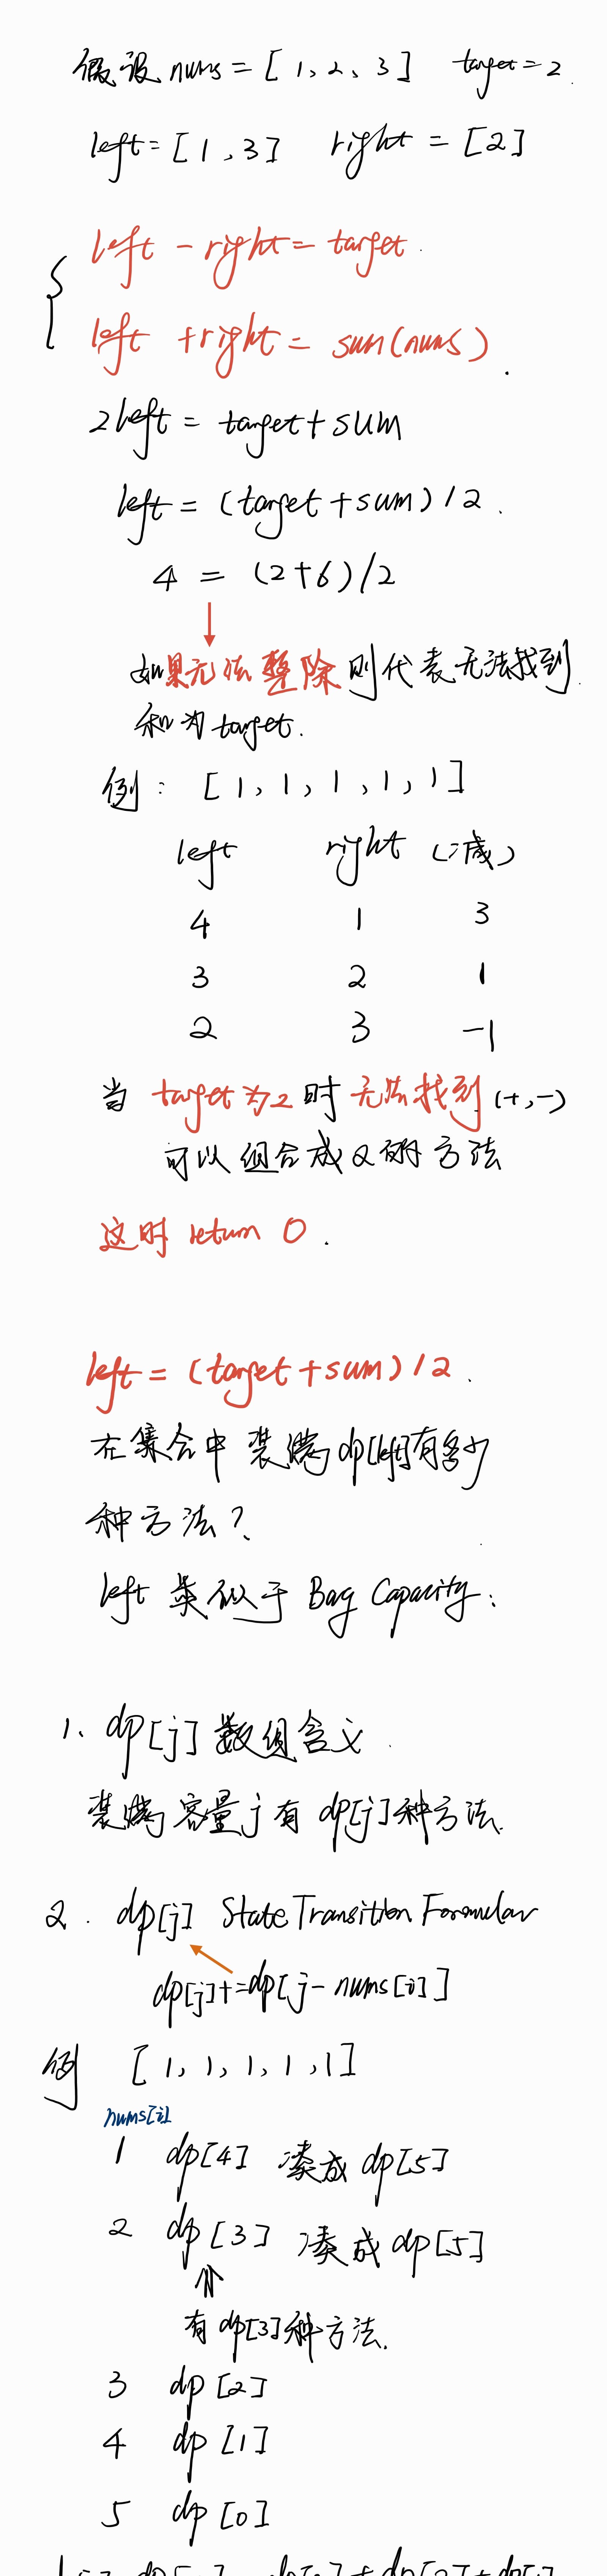 假设 nums = [1, 2, 3] target = 2.
left = [1, 3] right = [2]
left - right = target.
left + right = sum(nums).
2left = target + sum
left = (target + sum) / 2.
4 = (2+6)/2
如果无法整除则代表无法找到
和为 target.
例: [1, 1, 1, 1, 1]
left right (减)
4 1 3
3 2 1
2 3 -1
当 target 为 2 时 无法找到 (+, -)
可以组合成 2 的方法
这时 return 0.
left = (target + sum) / 2.
在集合中 装满 dp[left] 有多少
种方法?
left 类似于 Bag Capacity:
1、dp[j] 数组含义.
装满容量 j 有 dp[j] 种方法.
2. dp[j] State Transition Formular
dp[j] += dp[j - nums[i]]
例 [1, 1, 1, 1, 1]
nums[i]
1 dp[4] 凑成 dp[5]
2 dp[3] 凑成 dp[5]
有 dp[3] 种方法.
3 dp[2]
4 dp[1]
5 dp[0]